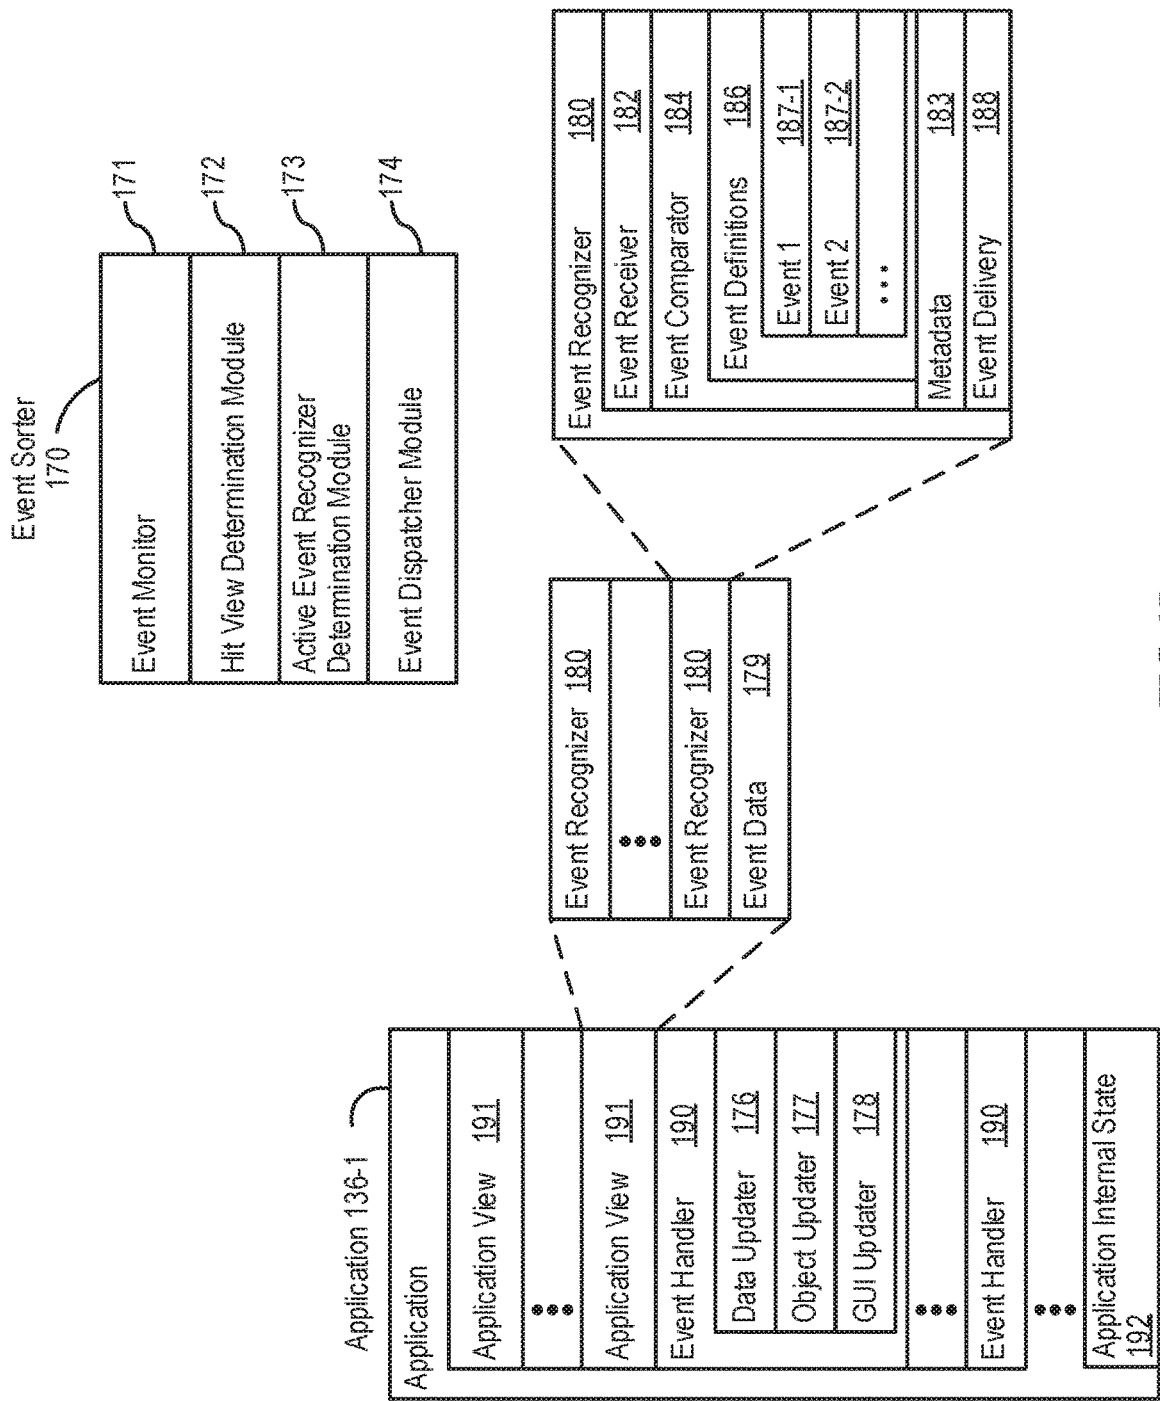 Event Sorter
170
Event Monitor
171
Hit View Determination Module
172
Active Event Recognizer
Determination Module
173
Event Dispatcher Module
174
Application 136-1
Application
Application View 191
Application View 191
Event Handler 190
Data Updater 176
Object Updater 177
GUI Updater 178
Event Handler 190
Application Internal State
192
Event Recognizer 180
Event Recognizer 180
Event Data 179
Event Recognizer 180
Event Receiver 182
Event Comparator 184
Event Definitions 186
Event 1 187-1
Event 2 187-2
Metadata 183
Event Delivery 188